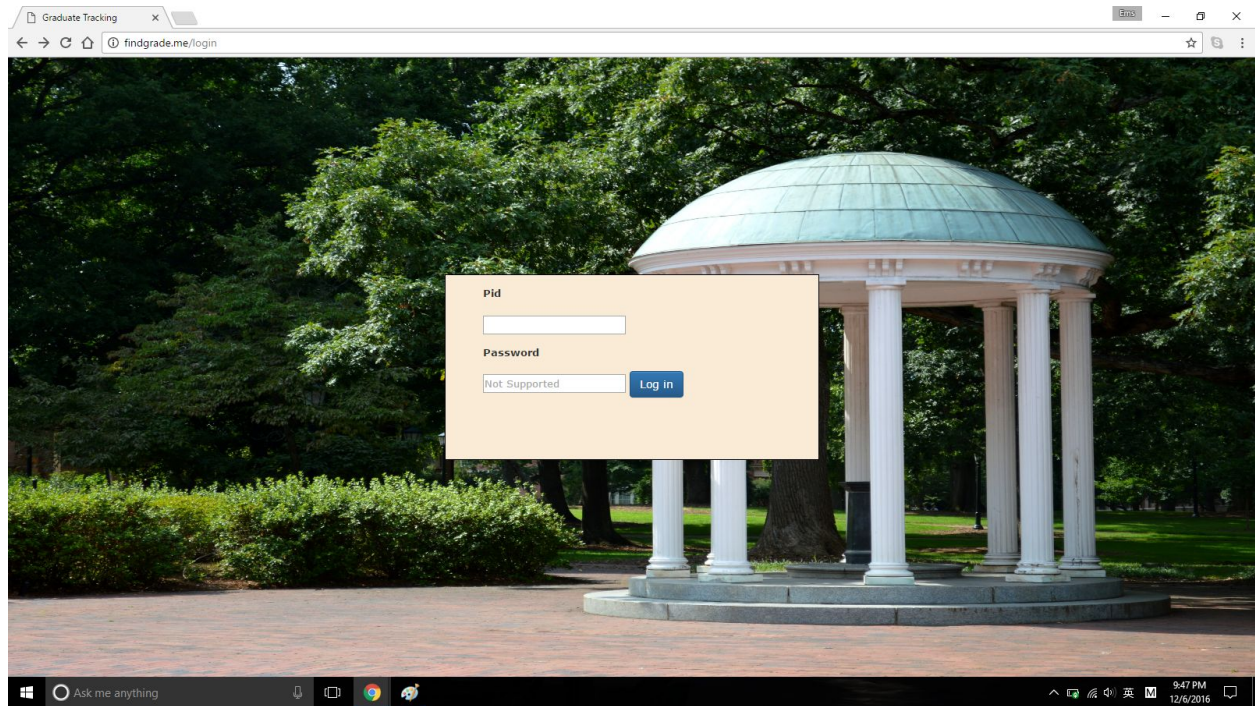 Graduate Tracking
Ems
findgrade.me/login
Pid
Password
Not Supported
Log in
Ask me anything
英
M
9:47 PM
12/6/2016